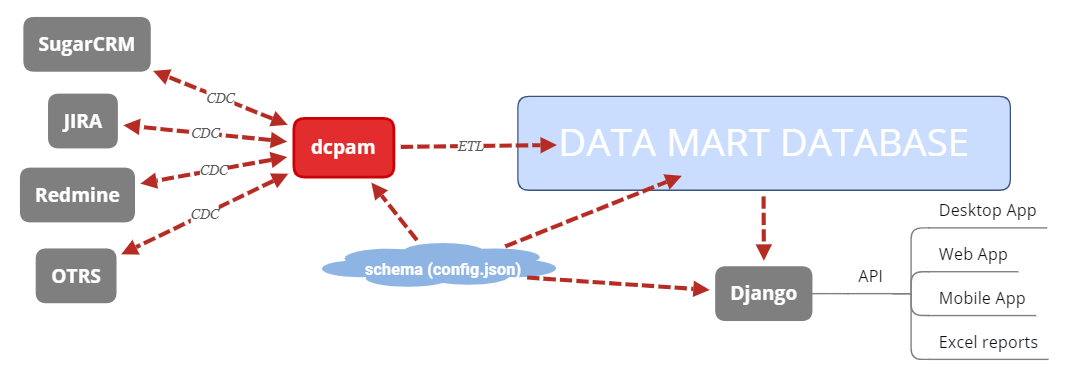 SugarCRM
CDC
JIRA
CDC
dcpam
ETL
DATA MART DATABASE
CDC
Redmine
CDC
OTRS
schema (config.json)
Django
API
Desktop App
Web App
Mobile App
Excel reports